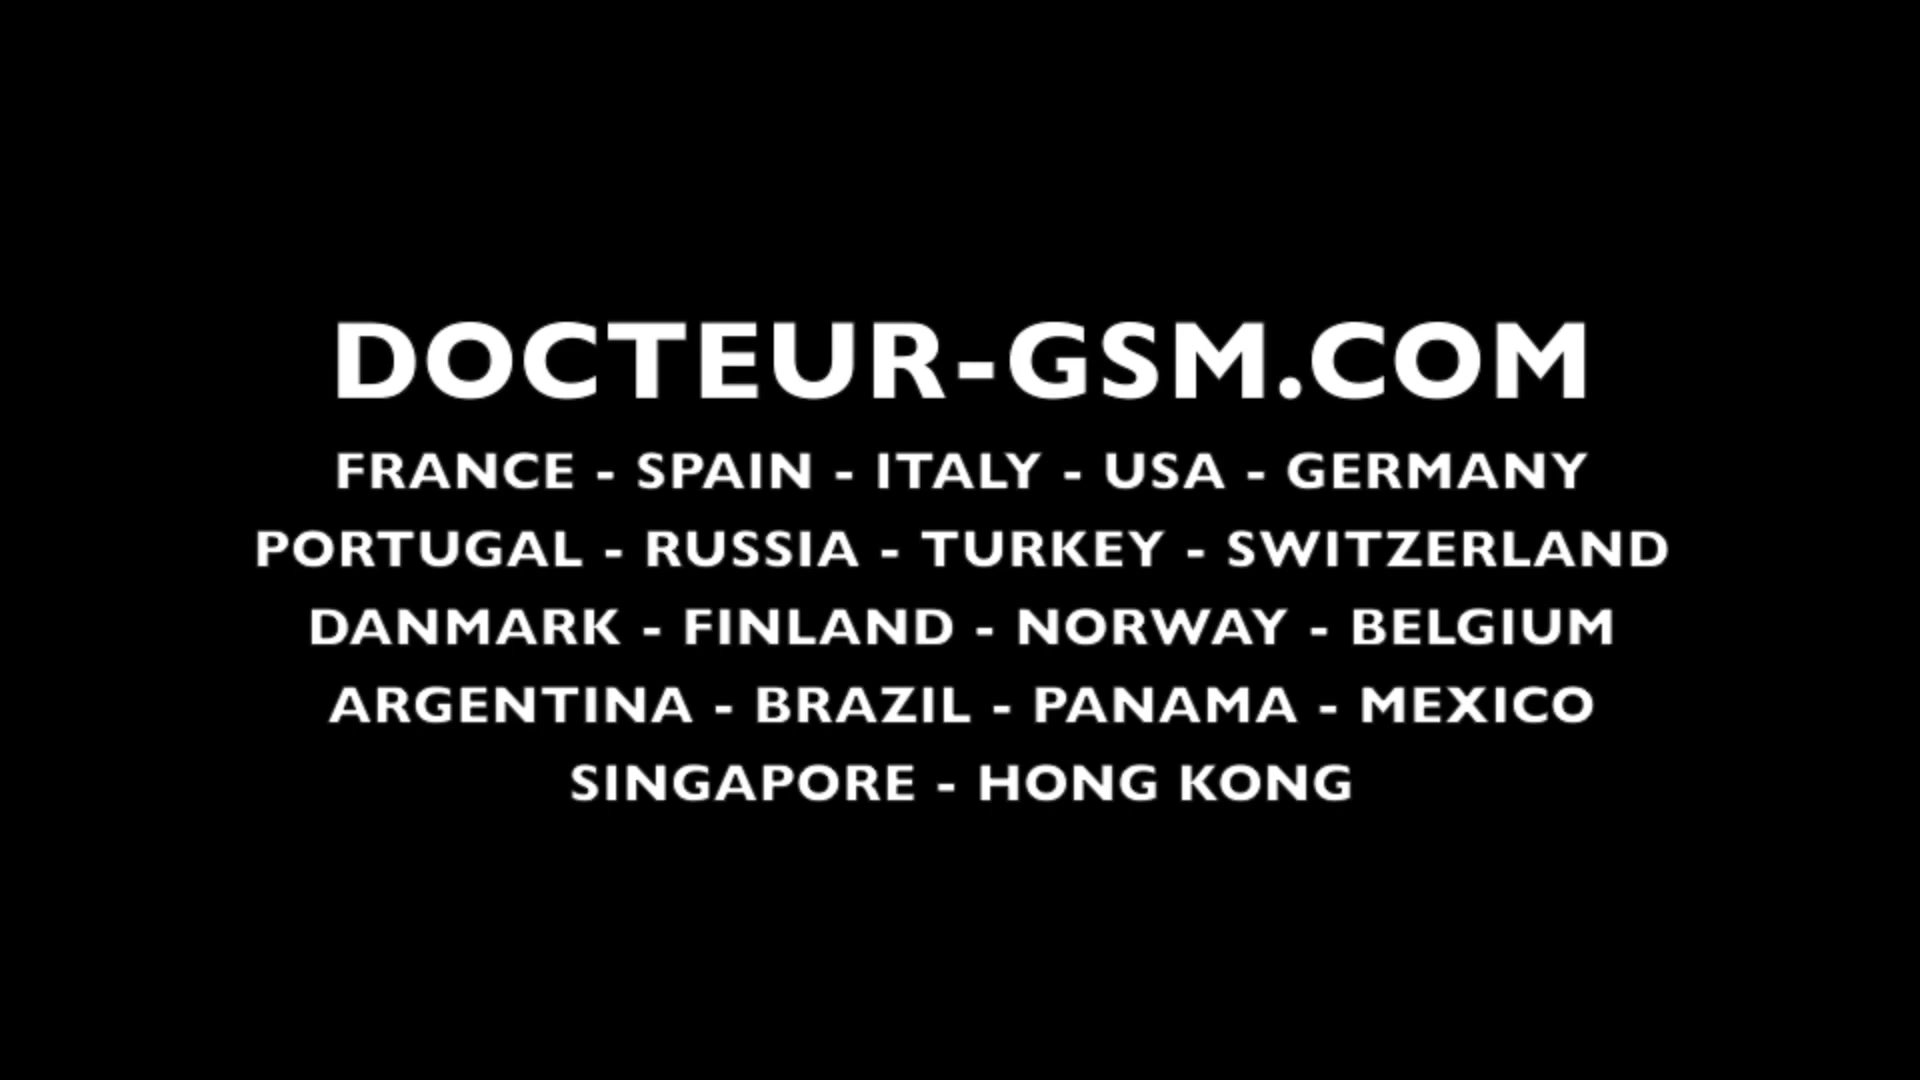 DOCTEUR-GSM.COM
FRANCE - SPAIN - ITALY - USA - GERMANY
PORTUGAL - RUSSIA - TURKEY - SWITZERLAND
DANMARK - FINLAND - NORWAY - BELGIUM
ARGENTINA - BRAZIL - PANAMA - MEXICO
SINGAPORE - HONG KONG